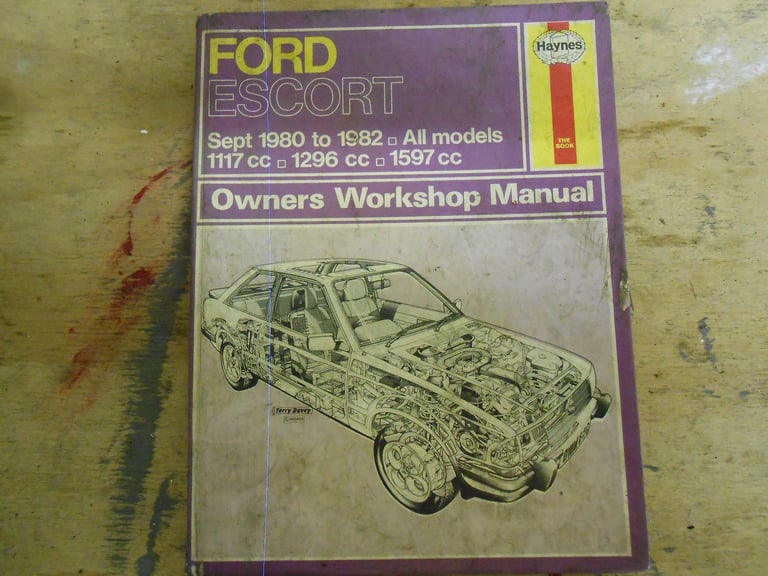 FORD
ESCORT
Sept 1980 to 1982 ▫ All models
1117 cc ▫ 1296 cc ▫ 1597 cc
Haynes
THE
BOOK
Owners Workshop Manual
Terry Davey